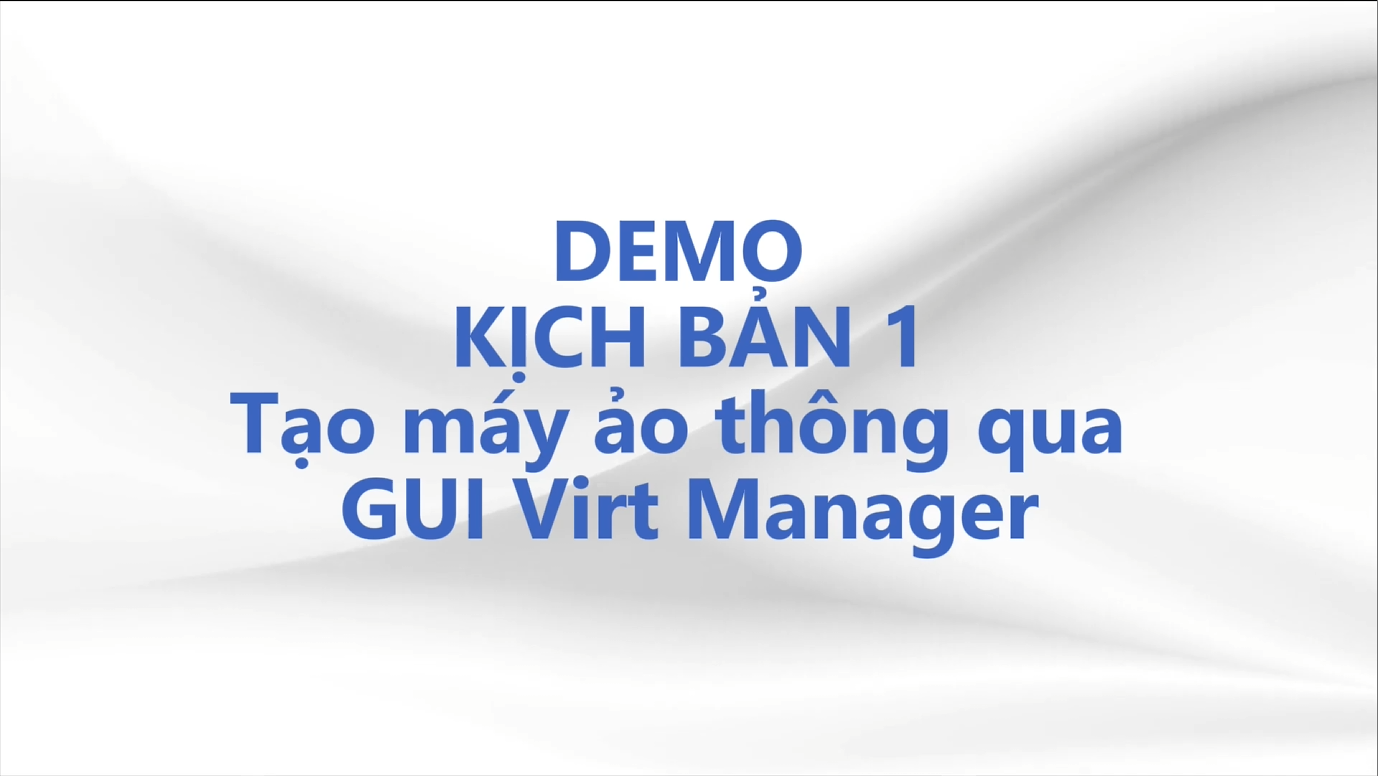 DEMO
KỊCH BẢN 1
Tạo máy ảo thông qua
GUI Virt Manager